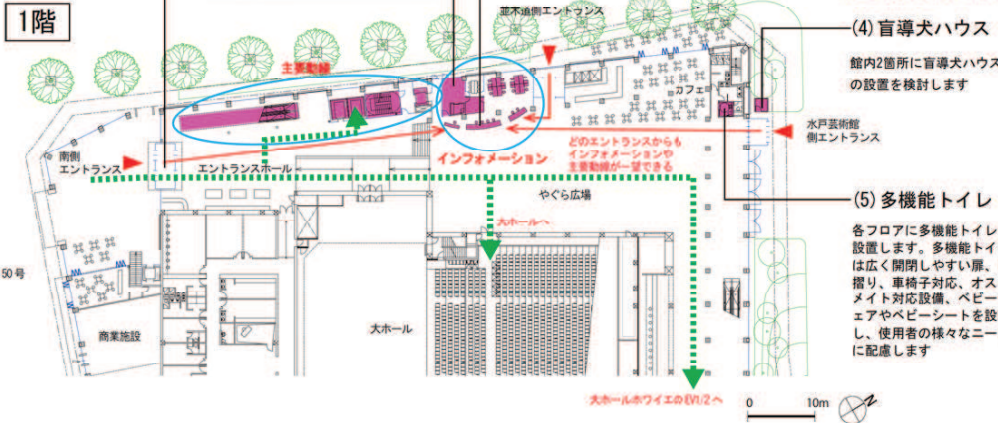 1階
並木道側エントランス
主要動線
(4) 盲導犬ハウス
館内2箇所に盲導犬ハウス
の設置を検討します
カフェ
水戸芸術館
側エントランス
南側
エントランス
エントランスホール
インフォメーション
どのエントランスからも
インフォメーションや
主要動線が一望できる
やぐら広場
(5) 多機能トイレ
大ホールへ
各フロアに多機能トイレ
設置します。多機能トイ
は広く開閉しやすい扉、
摺り、車椅子対応、オス
メイト対応設備、ベビー
ェアやベビーシートを設
し、使用者の様々なニー
に配慮します
50号
商業施設
大ホール
大ホールホワイエのEV1/2へ
0 10m
N